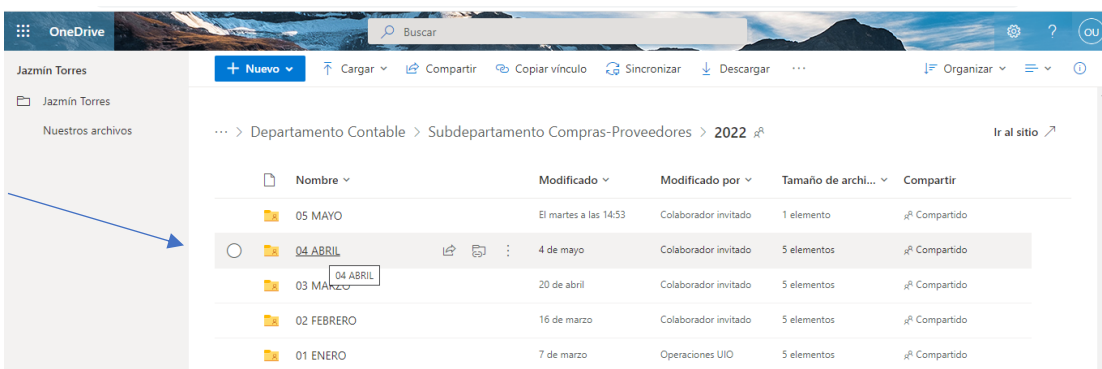 OneDrive
Buscar
?
OU
Jazmín Torres
Jazmín Torres
Nuestros archivos
+ Nuevo
Cargar
Compartir
Copiar vínculo
Sincronizar
Descargar
···
Organizar
··· > Departamento Contable > Subdepartamento Compras-Proveedores > 2022
Ir al sitio
Nombre Modificado Modificado por Tamaño de archi... Compartir
05 MAYO El martes a las 14:53 Colaborador invitado 1 elemento Compartido
04 ABRIL 4 de mayo Colaborador invitado 5 elementos Compartido
04 ABRIL
03 MARZO 20 de abril Colaborador invitado 5 elementos Compartido
02 FEBRERO 16 de marzo Colaborador invitado 5 elementos Compartido
01 ENERO 7 de marzo Operaciones UIO 5 elementos Compartido